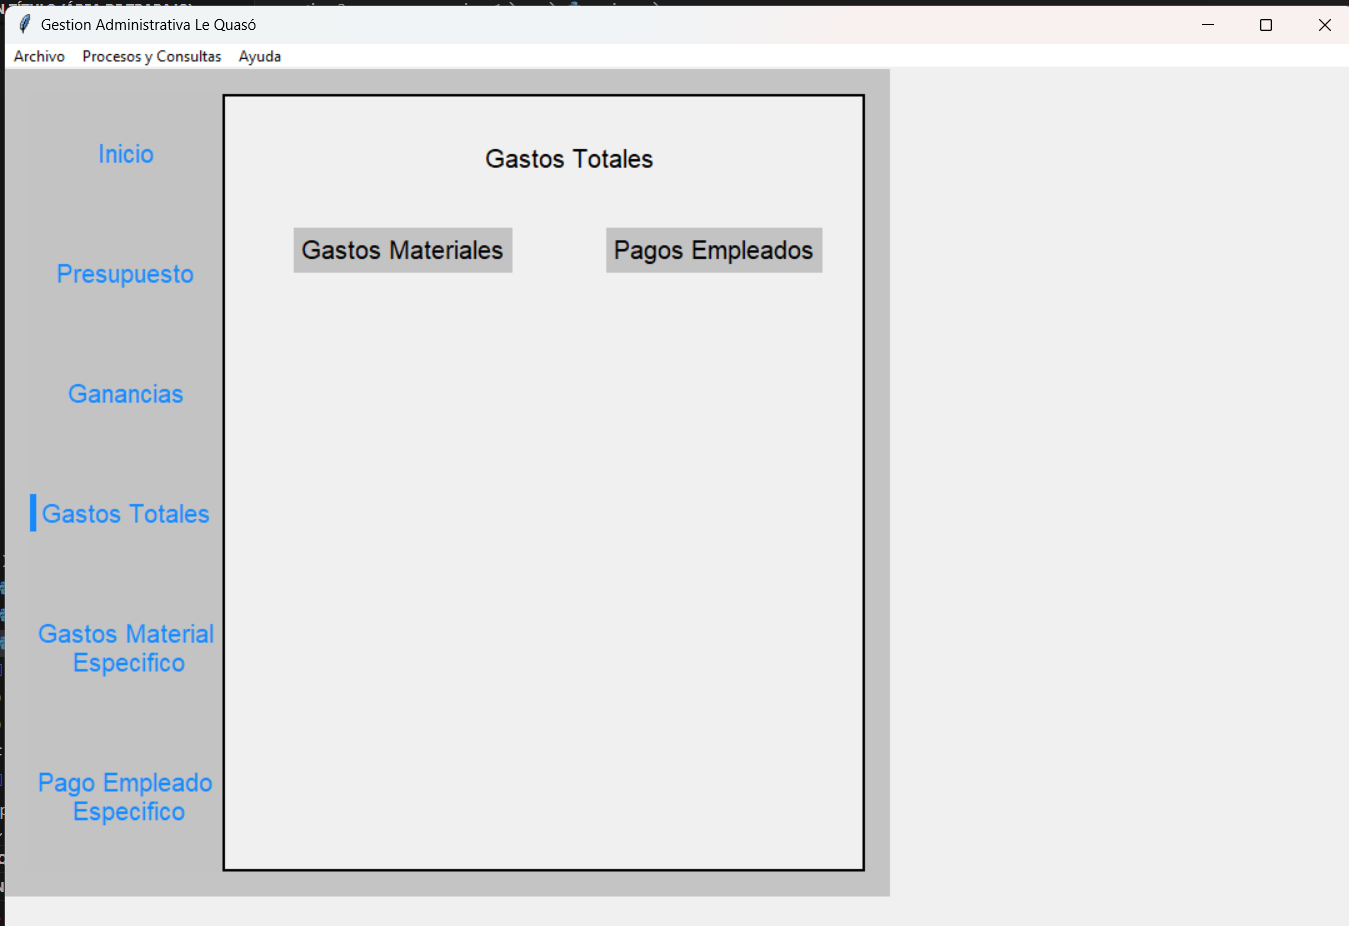 Gestion Administrativa Le Quasó
Archivo Procesos y Consultas Ayuda
Inicio
Presupuesto
Ganancias
Gastos Totales
Gastos Material
Especifico
Pago Empleado
Especifico
Gastos Totales
Gastos Materiales
Pagos Empleados